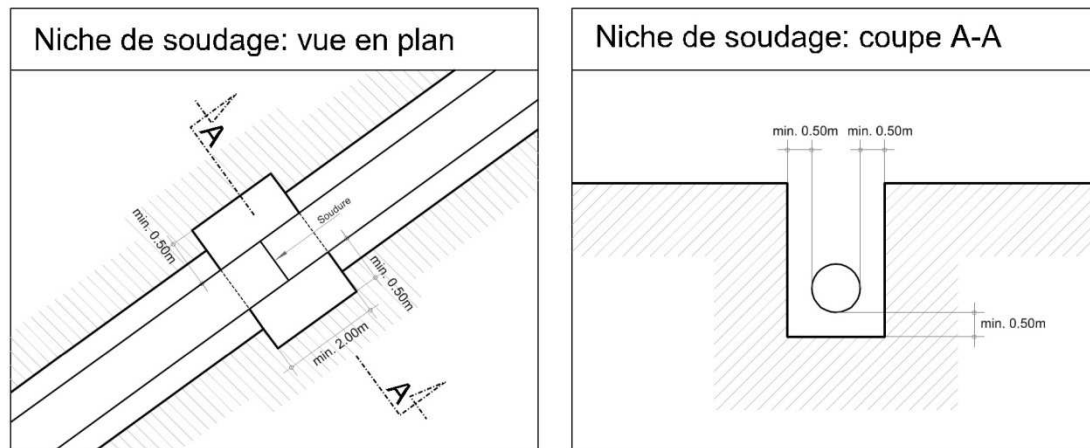 Niche de soudage: vue en plan
A
Soudure
min. 0.50m
min. 0.50m
min. 2.00m
A
Niche de soudage: coupe A-A
min. 0.50m min. 0.50m
min. 0.50m